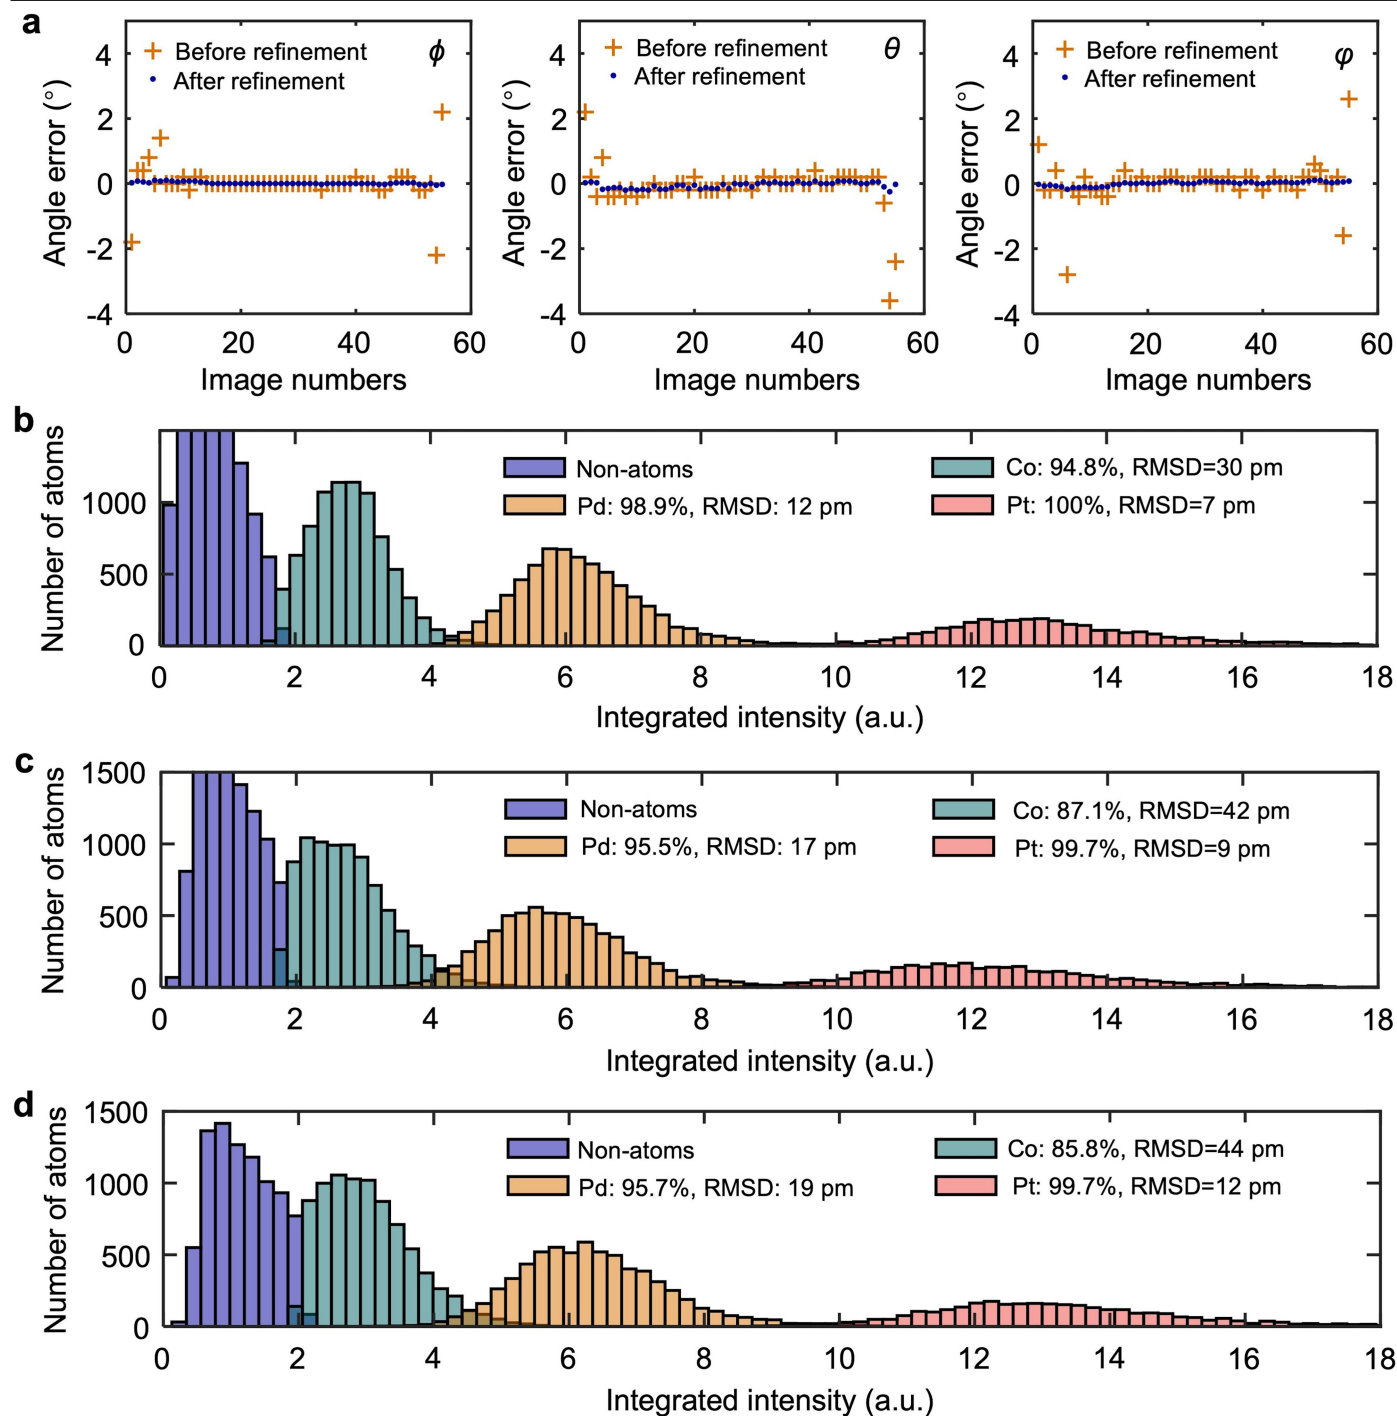 a
Before refinement
After refinement
ϕ
Angle error (°)
4
2
0
-2
-4
0 20 40 60
Image numbers
Before refinement
After refinement
θ
Angle error (°)
4
2
0
-2
-4
0 20 40 60
Image numbers
Before refinement
After refinement
φ
Angle error (°)
4
2
0
-2
-4
0 20 40 60
Image numbers
b
Number of atoms
1000
500
0
Non-atoms
Co: 94.8%, RMSD=30 pm
Pd: 98.9%, RMSD: 12 pm
Pt: 100%, RMSD=7 pm
0 2 4 6 8 10 12 14 16 18
Integrated intensity (a.u.)
c
Number of atoms
1500
1000
500
0
Non-atoms
Co: 87.1%, RMSD=42 pm
Pd: 95.5%, RMSD: 17 pm
Pt: 99.7%, RMSD=9 pm
0 2 4 6 8 10 12 14 16 18
Integrated intensity (a.u.)
d
Number of atoms
1500
1000
500
0
Non-atoms
Co: 85.8%, RMSD=44 pm
Pd: 95.7%, RMSD: 19 pm
Pt: 99.7%, RMSD=12 pm
0 2 4 6 8 10 12 14 16 18
Integrated intensity (a.u.)